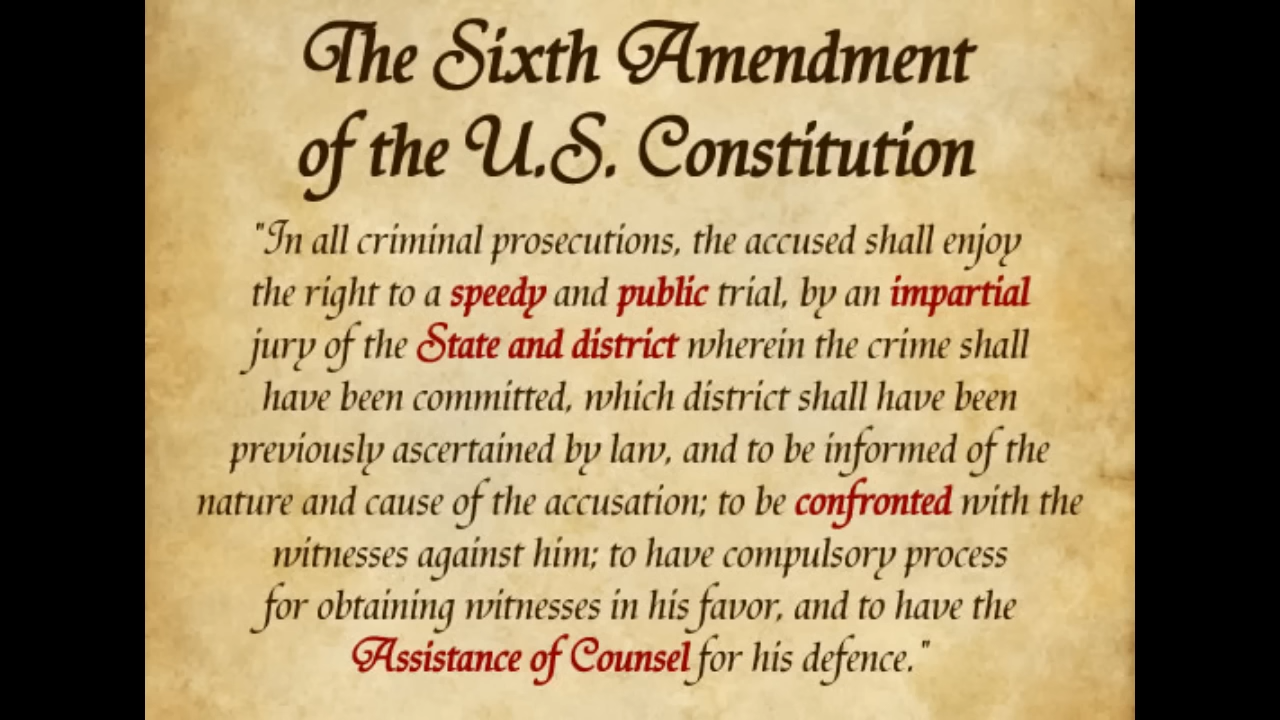 The Sixth Amendment
of the U.S. Constitution
"In all criminal prosecutions, the accused shall enjoy
the right to a speedy and public trial, by an impartial
jury of the State and district wherein the crime shall
have been committed, which district shall have been
previously ascertained by law, and to be informed of the
nature and cause of the accusation; to be confronted with the
witnesses against him; to have compulsory process
for obtaining witnesses in his favor, and to have the
Assistance of Counsel for his defence."